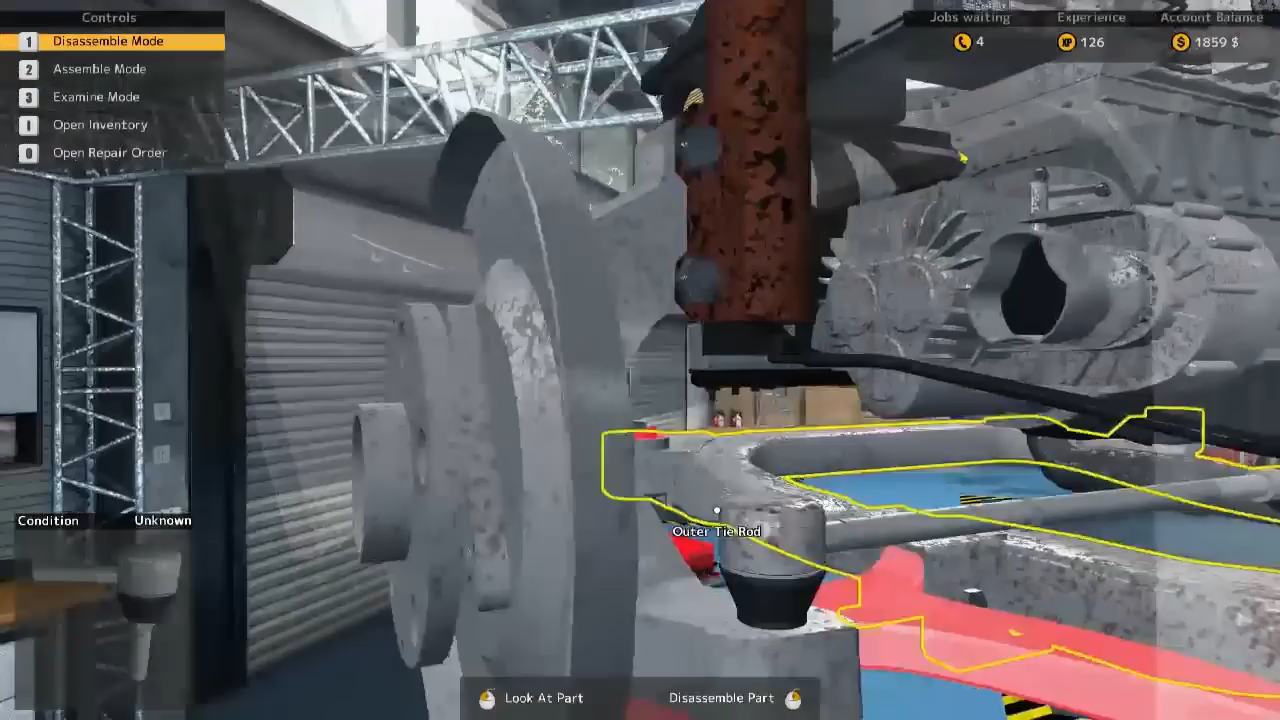 Controls
1 Disassemble Mode
2 Assemble Mode
3 Examine Mode
I Open Inventory
O Open Repair Order
Jobs waiting
4
Experience
XP 126
Account Balance
$ 1859 $
Outer Tie Rod
Condition Unknown
Look At Part
Disassemble Part